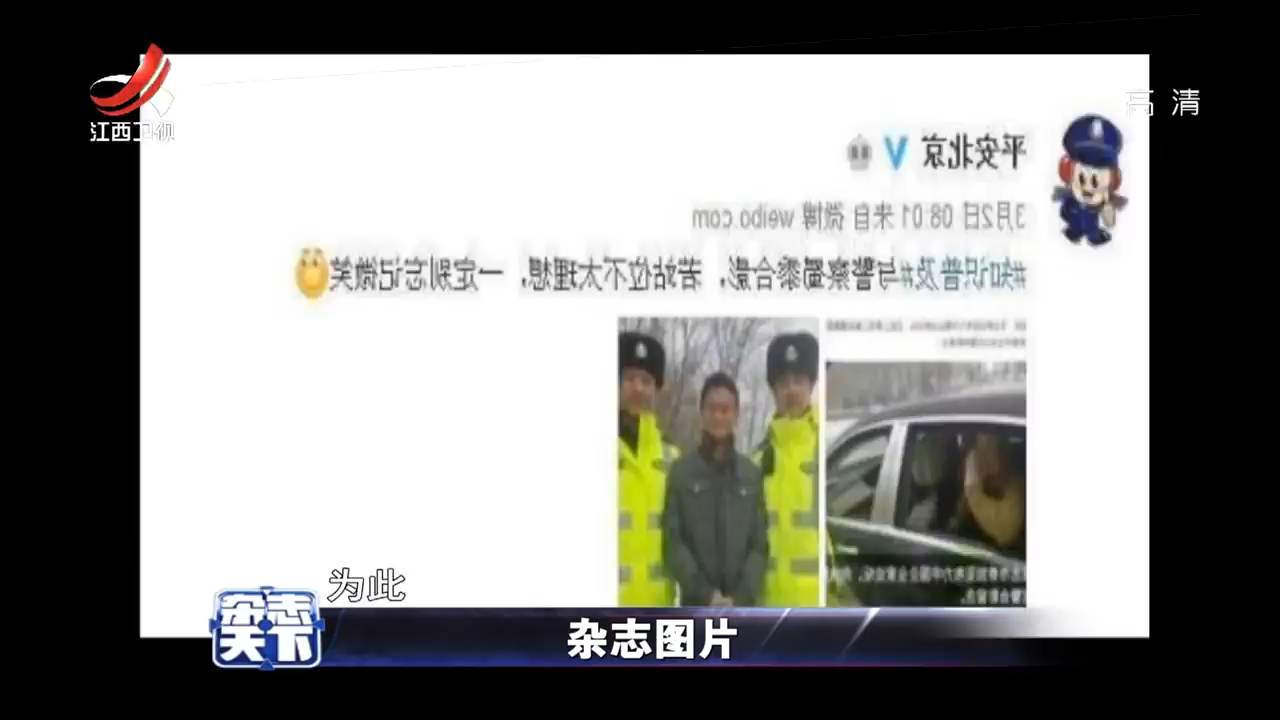 江西卫视
高清
平安北京
3月2日 08:01 来自 微博 weibo.com
#知识普及#与警察蜀黍合影，若站位不太理想，一定别忘记微笑
为此
杂志天下
杂志图片